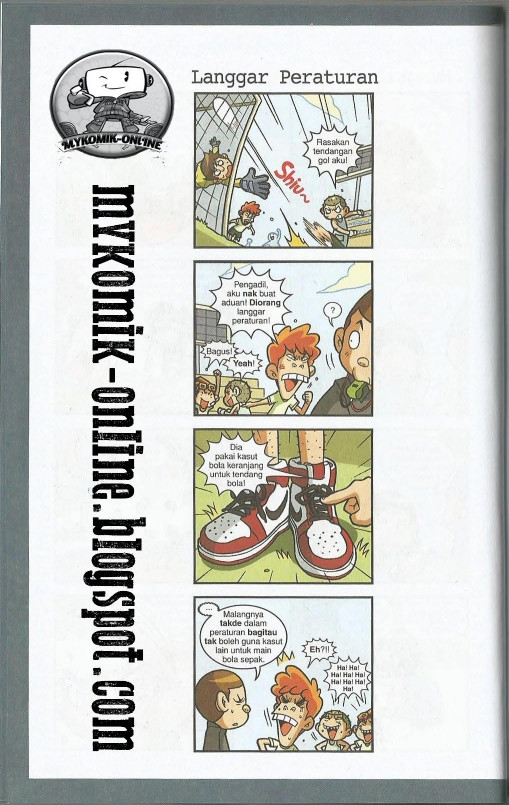 MYKOMIK-ONLINE
mykomik-online.blogspot.com
Langgar Peraturan
Rasakan
tendangan
gol aku!
Shiu~
Pengadil,
aku nak buat
aduan! Diorang
langgar
peraturan!
?
Bagus!
Yeah!
Dia
pakai kasut
bola keranjang
untuk tendang
bola!
...
Malangnya
takde dalam
peraturan bagitau
tak boleh guna kasut
lain untuk main
bola sepak.
Eh?!!
Ha! Ha!
Ha! Ha! Ha!
Ha! Ha! Ha!
Ha!